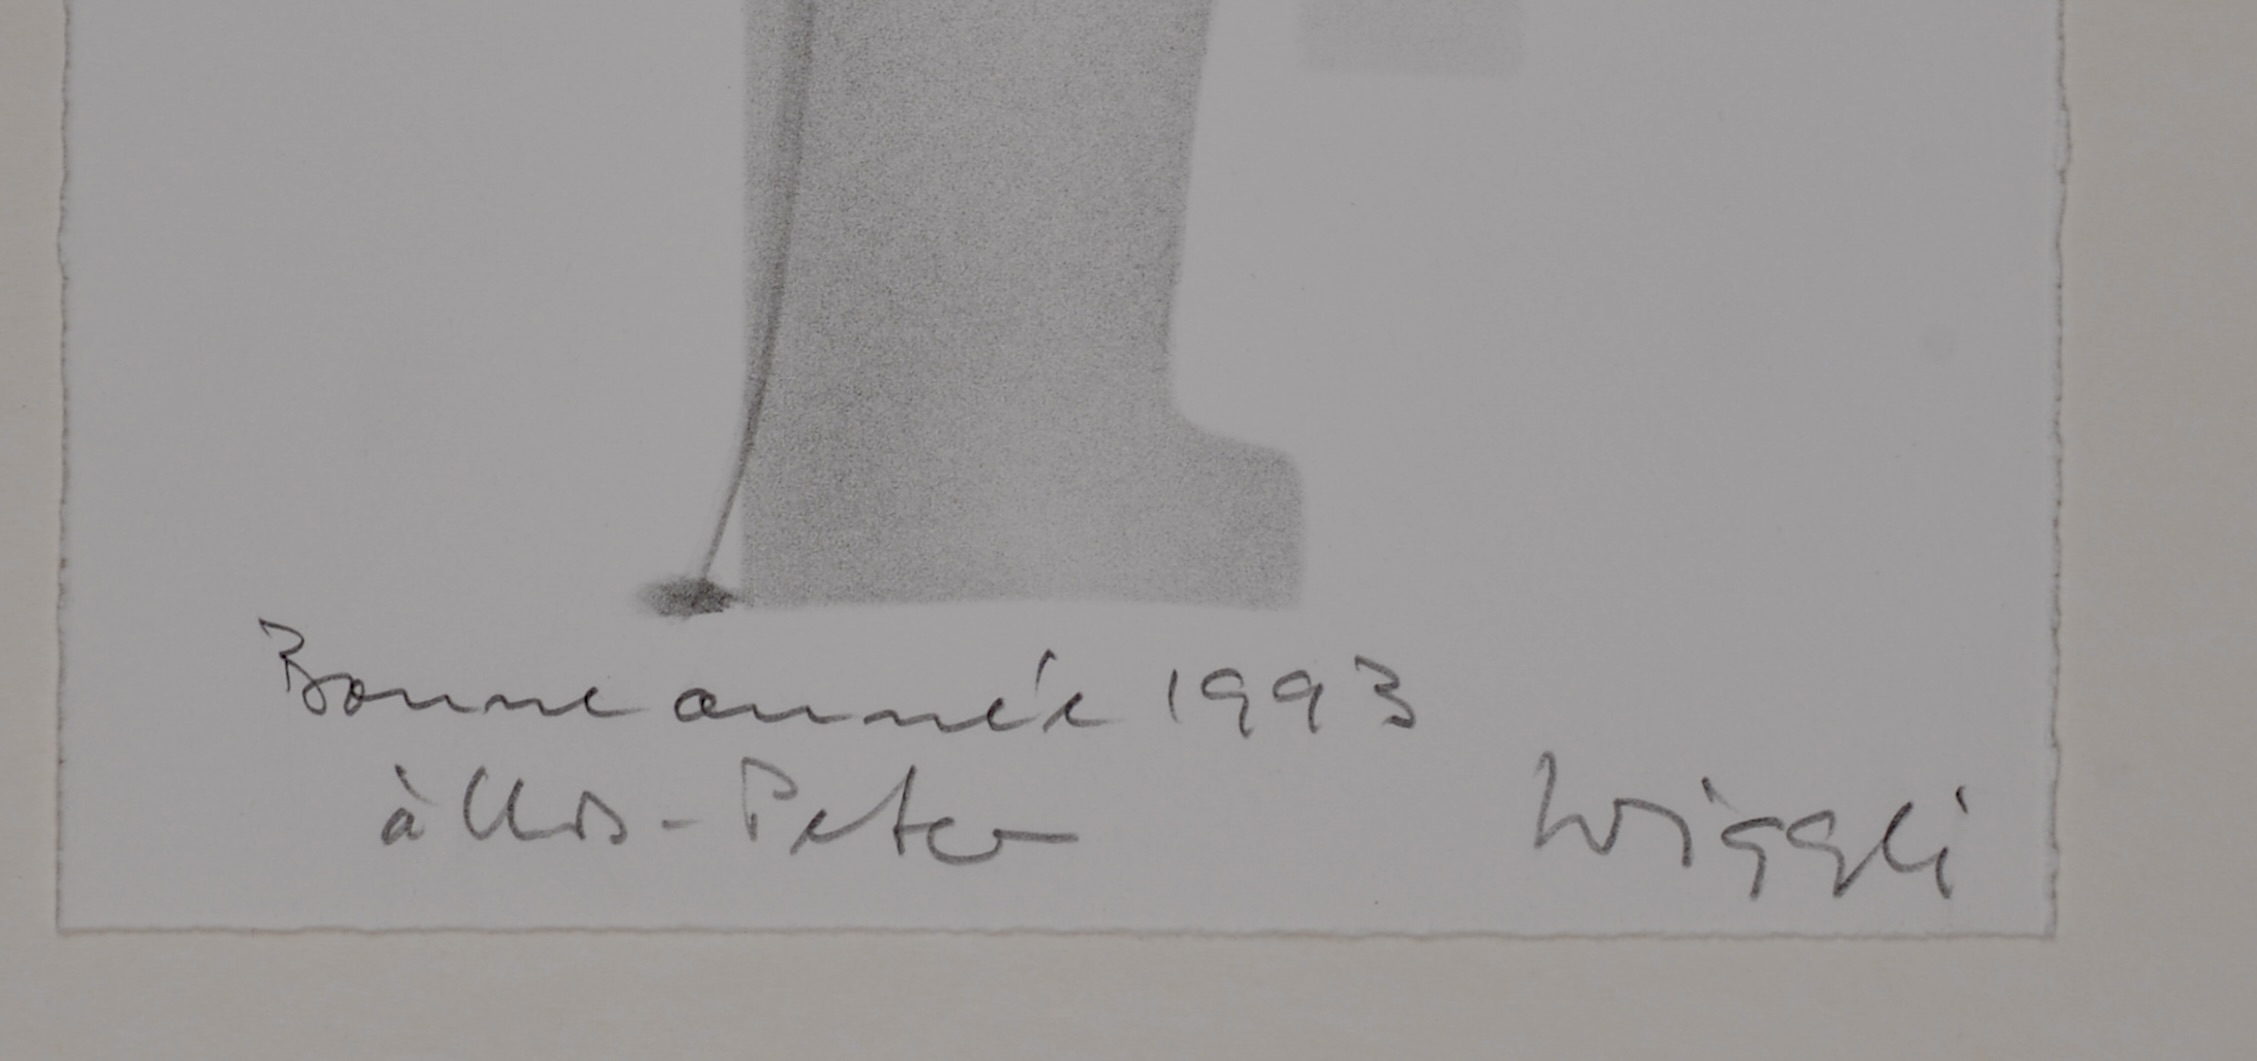 Bonne année 1993
à Urs-Peter
Wiggli